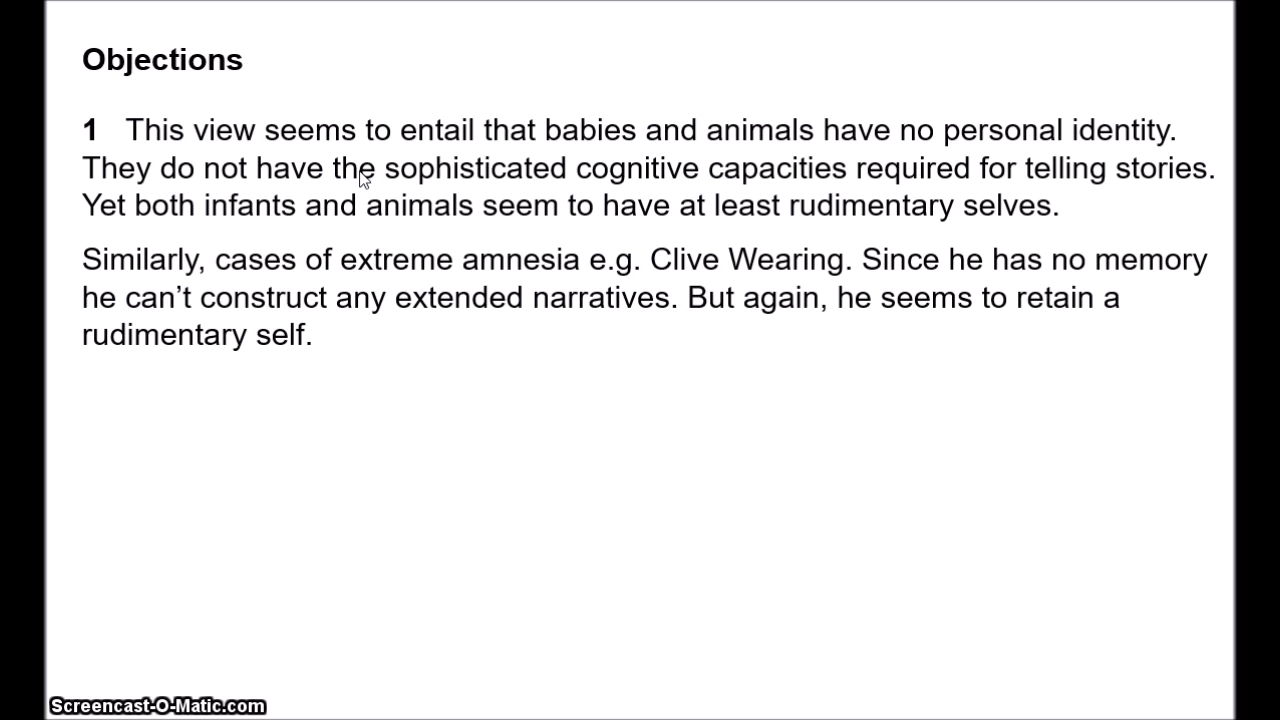 Objections
1 This view seems to entail that babies and animals have no personal identity.
They do not have the sophisticated cognitive capacities required for telling stories.
Yet both infants and animals seem to have at least rudimentary selves.
Similarly, cases of extreme amnesia e.g. Clive Wearing. Since he has no memory
he can’t construct any extended narratives. But again, he seems to retain a
rudimentary self.
Screencast-O-Matic.com